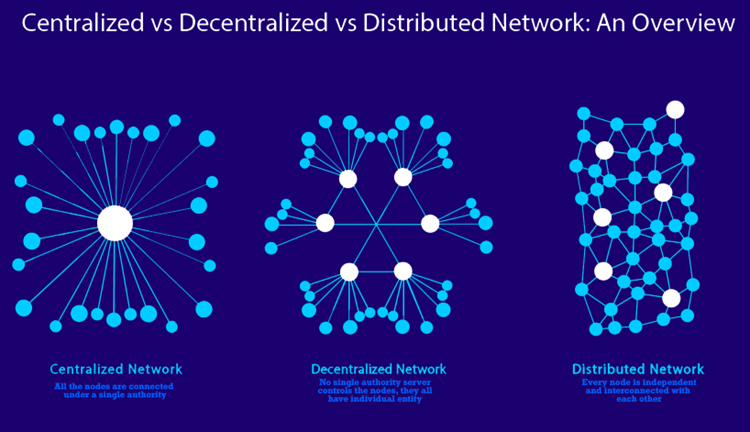 Centralized vs Decentralized vs Distributed Network: An Overview
Centralized Network
All the nodes are connected
under a single authority
Decentralized Network
No single authority server
controls the nodes, they all
have individual entity
Distributed Network
Every node is independent
and interconnected with
each other